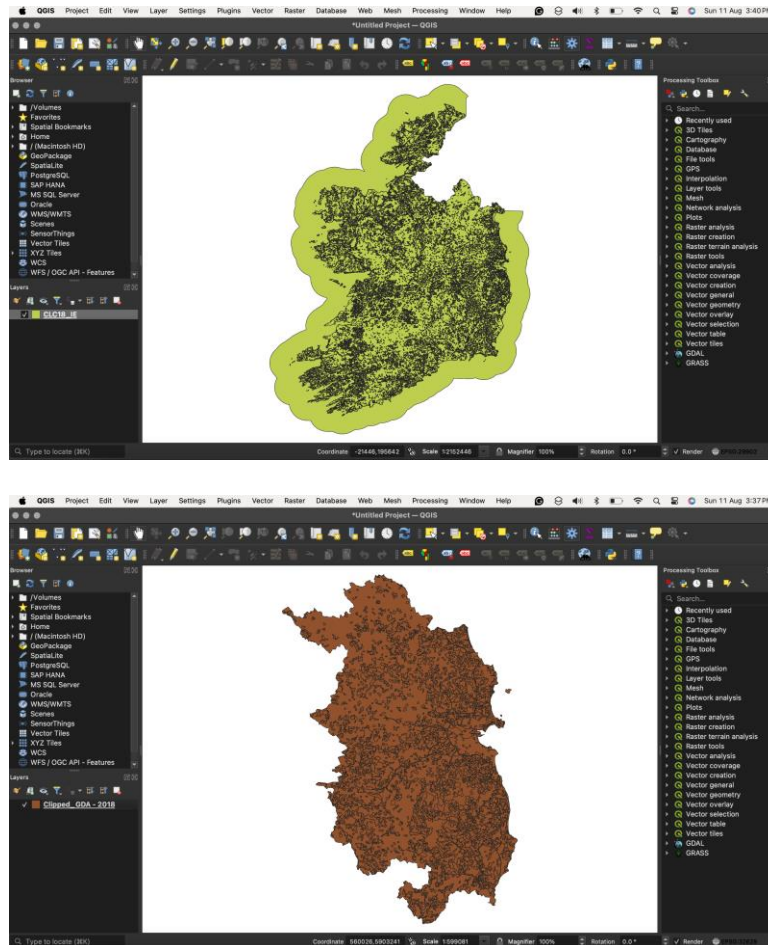 QGIS Project Edit View Layer Settings Plugins Vector Raster Database Web Mesh Processing Window Help Sun 11 Aug 3:40PM
*Untitled Project — QGIS
Browser
/Volumes
Favorites
Spatial Bookmarks
Home
/ (Macintosh HD)
GeoPackage
SpatiaLite
PostgreSQL
SAP HANA
MS SQL Server
Oracle
WMS/WMTS
Scenes
SensorThings
Vector Tiles
XYZ Tiles
WCS
WFS / OGC API - Features
Layers
CLC18_IE
Processing Toolbox
Search...
Recently used
3D Tiles
Cartography
Database
File tools
GPS
Interpolation
Layer tools
Mesh
Network analysis
Plots
Raster analysis
Raster creation
Raster terrain analysis
Raster tools
Vector analysis
Vector coverage
Vector creation
Vector general
Vector geometry
Vector overlay
Vector selection
Vector table
Vector tiles
GDAL
GRASS
Type to locate (⌘K) Coordinate -21446,195642 Scale 1:2152446 Magnifier 100% Rotation 0.0° Render
QGIS Project Edit View Layer Settings Plugins Vector Raster Database Web Mesh Processing Window Help Sun 11 Aug 3:37PM
*Untitled Project — QGIS
Browser
/Volumes
Favorites
Spatial Bookmarks
Home
/ (Macintosh HD)
GeoPackage
SpatiaLite
PostgreSQL
SAP HANA
MS SQL Server
Oracle
WMS/WMTS
Scenes
SensorThings
Vector Tiles
XYZ Tiles
WCS
WFS / OGC API - Features
Layers
Clipped_GDA - 2018
Processing Toolbox
Search...
Recently used
3D Tiles
Cartography
Database
File tools
GPS
Interpolation
Layer tools
Mesh
Network analysis
Plots
Raster analysis
Raster creation
Raster terrain analysis
Raster tools
Vector analysis
Vector coverage
Vector creation
Vector general
Vector geometry
Vector overlay
Vector selection
Vector table
Vector tiles
GDAL
GRASS
Type to locate (⌘K) Coordinate 560026,5903241 Scale 1:599081 Magnifier 100% Rotation 0.0° Render